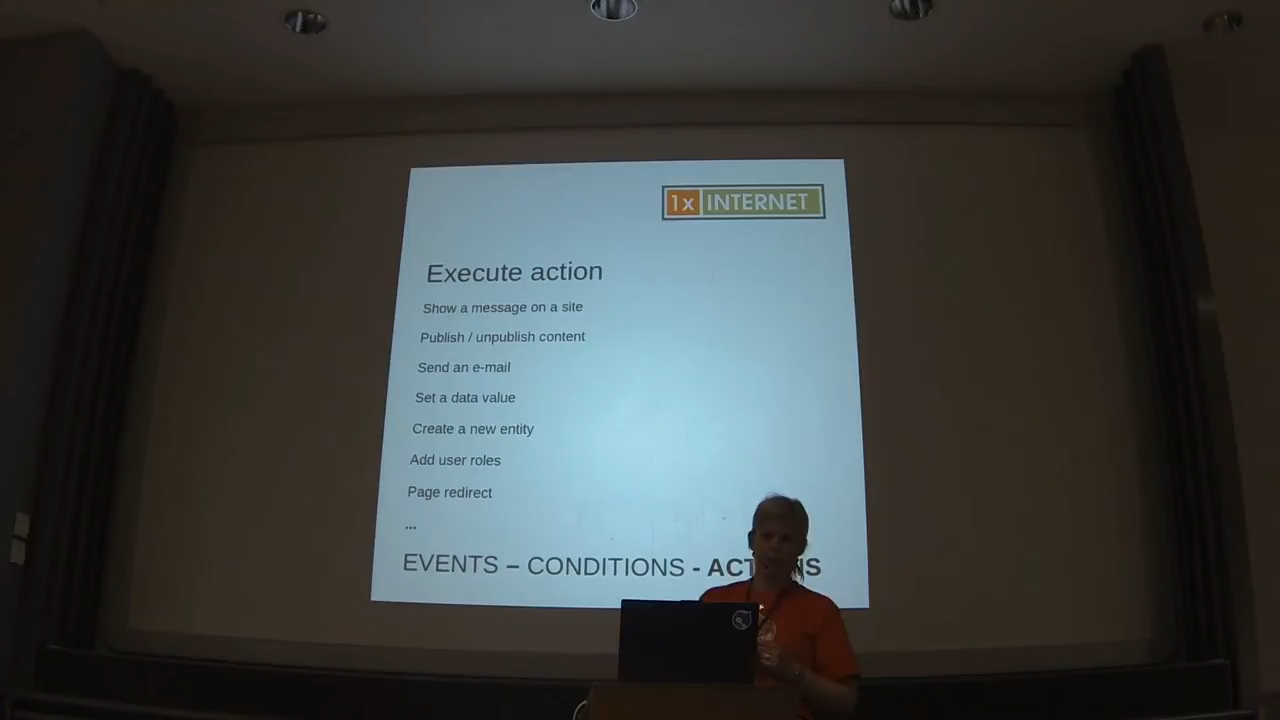 1x INTERNET
Execute action
Show a message on a site
Publish / unpublish content
Send an e-mail
Set a data value
Create a new entity
Add user roles
Page redirect
...
EVENTS – CONDITIONS -